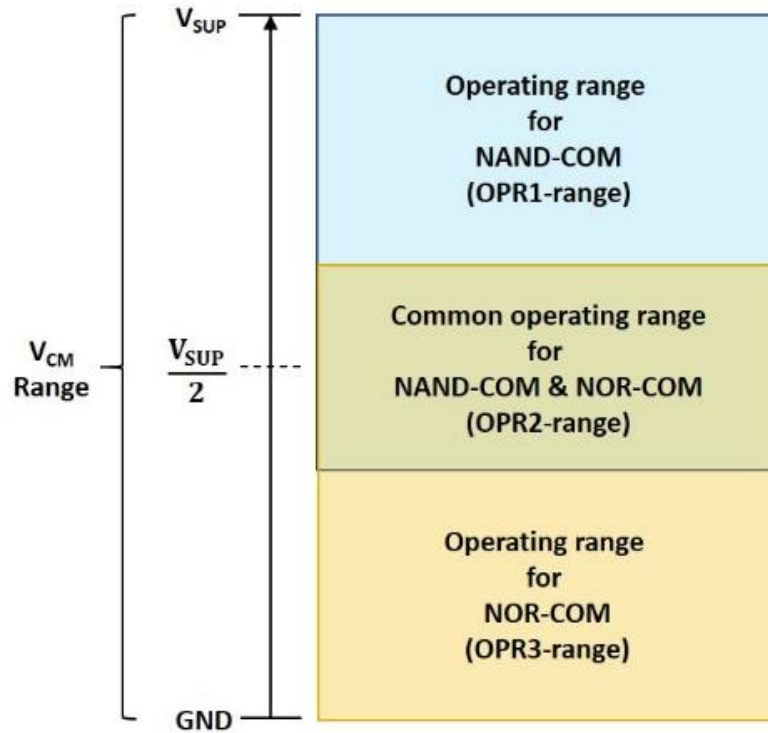 V_SUP
Operating range
for
NAND-COM
(OPR1-range)
V_CM
Range
V_SUP
2
Common operating range
for
NAND-COM & NOR-COM
(OPR2-range)
Operating range
for
NOR-COM
(OPR3-range)
GND